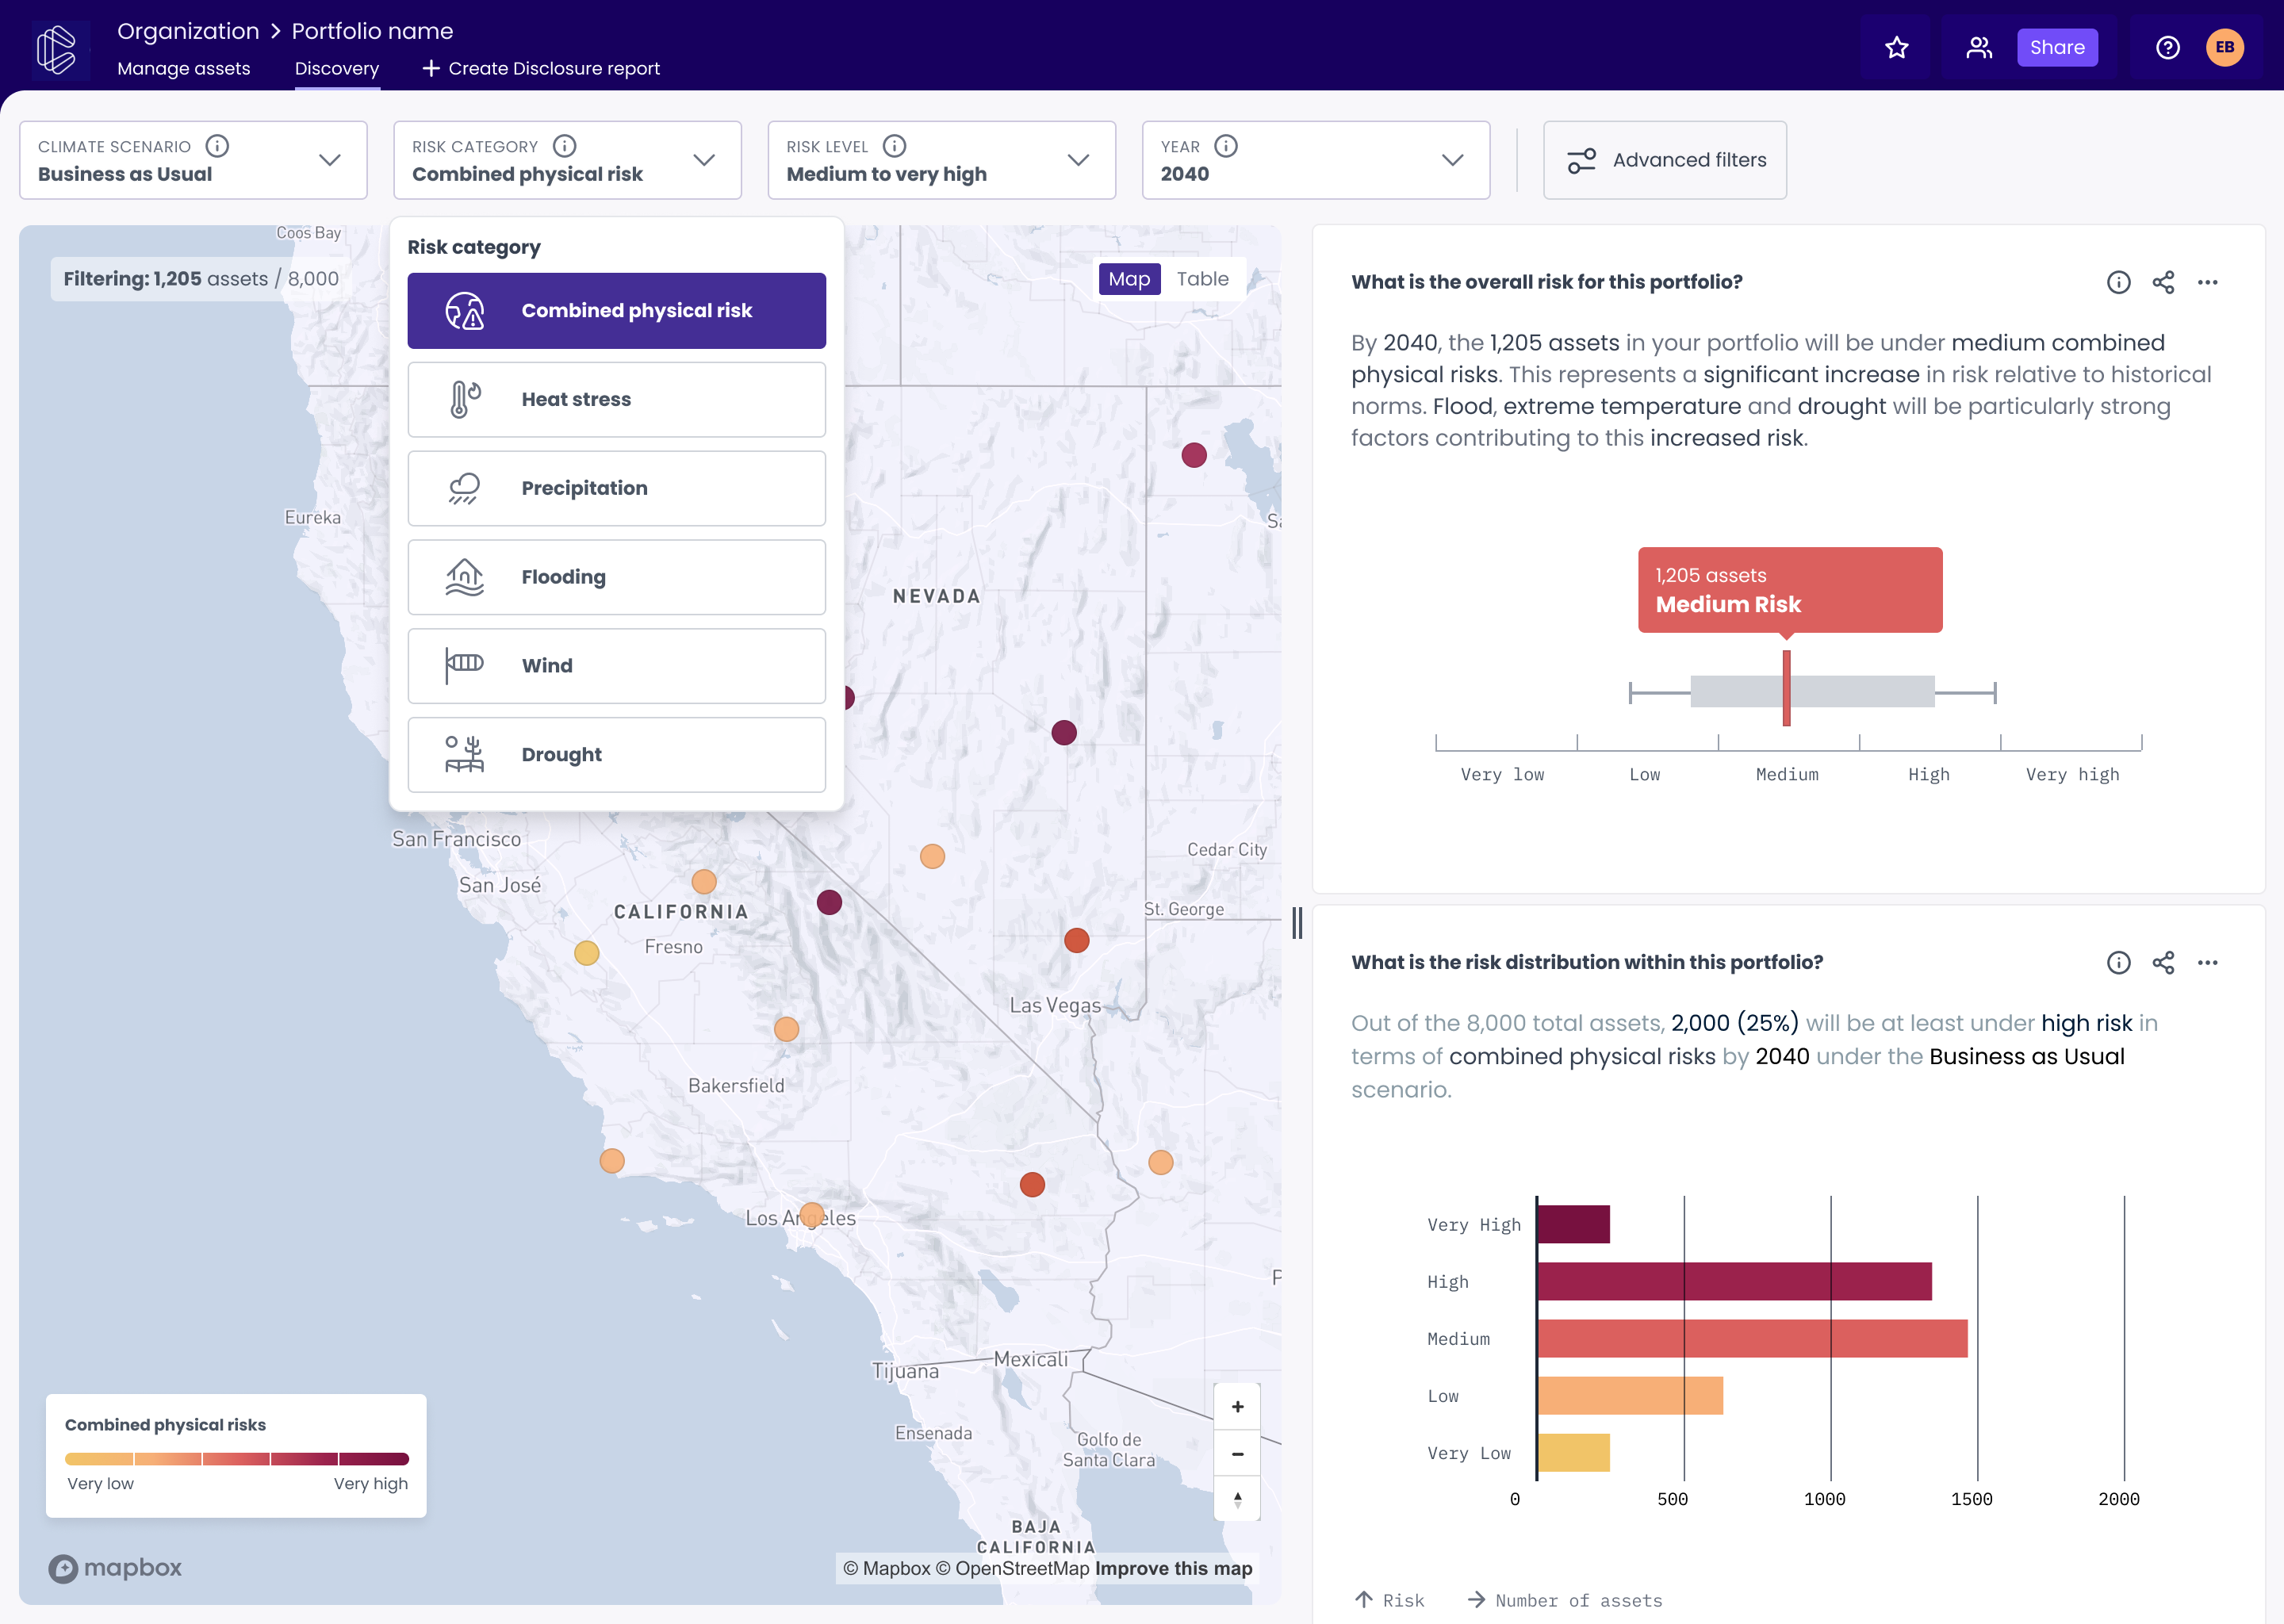 Organization > Portfolio name
Manage assets
Discovery
+ Create Disclosure report
Share
EB
CLIMATE SCENARIO
Business as Usual
RISK CATEGORY
Combined physical risk
RISK LEVEL
Medium to very high
YEAR
2040
Advanced filters
Filtering: 1,205 assets / 8,000
Map
Table
Risk category
Combined physical risk
Heat stress
Precipitation
Flooding
Wind
Drought
Coos Bay
Eureka
NEVADA
San Francisco
San José
CALIFORNIA
Fresno
Cedar City
St. George
Las Vegas
Bakersfield
Los Angeles
Tijuana
Mexicali
Ensenada
Golfo de
Santa Clara
BAJA
CALIFORNIA
Combined physical risks
Very low
Very high
mapbox
+
−
© Mapbox © OpenStreetMap Improve this map
What is the overall risk for this portfolio?
By 2040, the 1,205 assets in your portfolio will be under medium combined
physical risks. This represents a significant increase in risk relative to historical
norms. Flood, extreme temperature and drought will be particularly strong
factors contributing to this increased risk.
1,205 assets
Medium Risk
Very low
Low
Medium
High
Very high
What is the risk distribution within this portfolio?
Out of the 8,000 total assets, 2,000 (25%) will be at least under high risk in
terms of combined physical risks by 2040 under the Business as Usual
scenario.
Very High
High
Medium
Low
Very Low
0
500
1000
1500
2000
↑ Risk
→ Number of assets